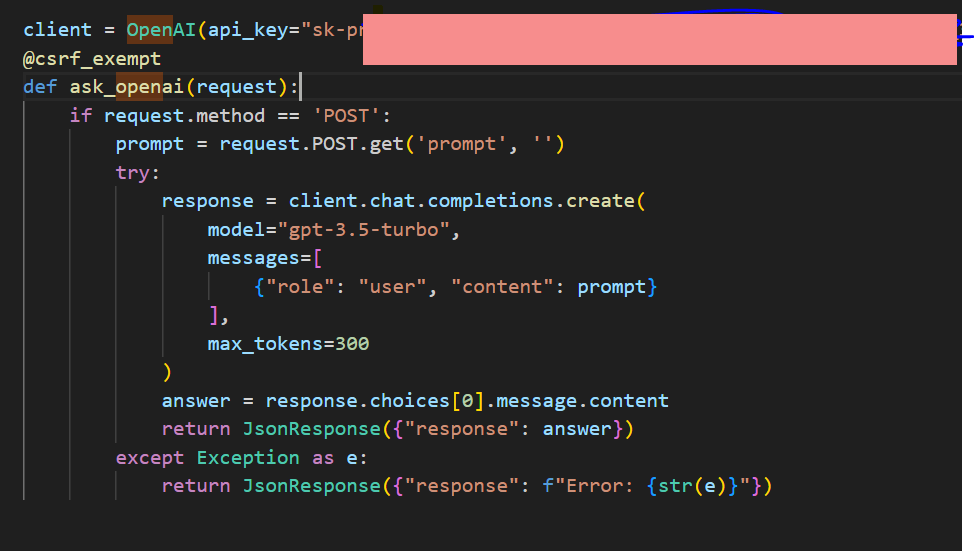 client = OpenAI(api_key="sk-pr
@csrf_exempt
def ask_openai(request):
    if request.method == 'POST':
        prompt = request.POST.get('prompt', '')
        try:
            response = client.chat.completions.create(
                model="gpt-3.5-turbo",
                messages=[
                    {"role": "user", "content": prompt}
                ],
                max_tokens=300
            )
            answer = response.choices[0].message.content
            return JsonResponse({"response": answer})
        except Exception as e:
            return JsonResponse({"response": f"Error: {str(e)}"})